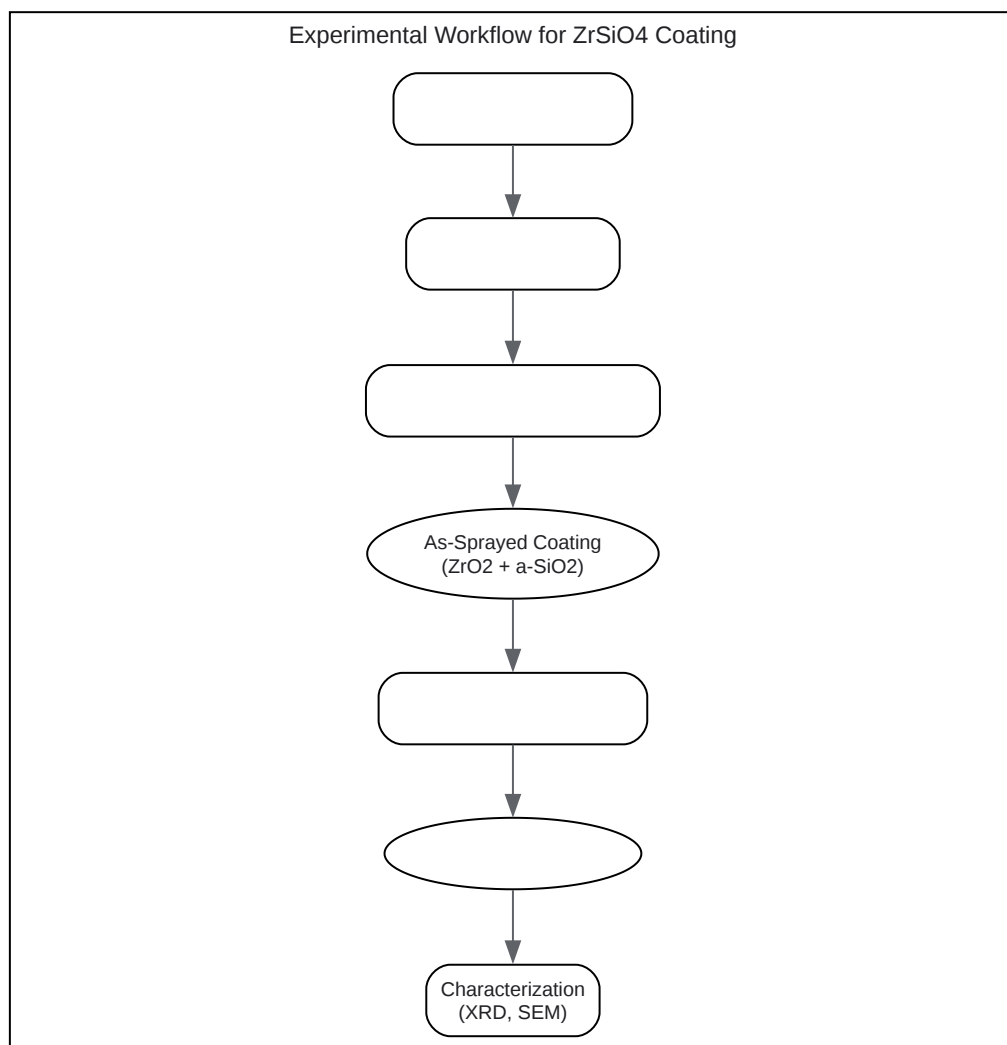 Experimental Workflow for ZrSiO4 Coating
As-Sprayed Coating
(ZrO2 + a-SiO2)
Characterization
(XRD, SEM)